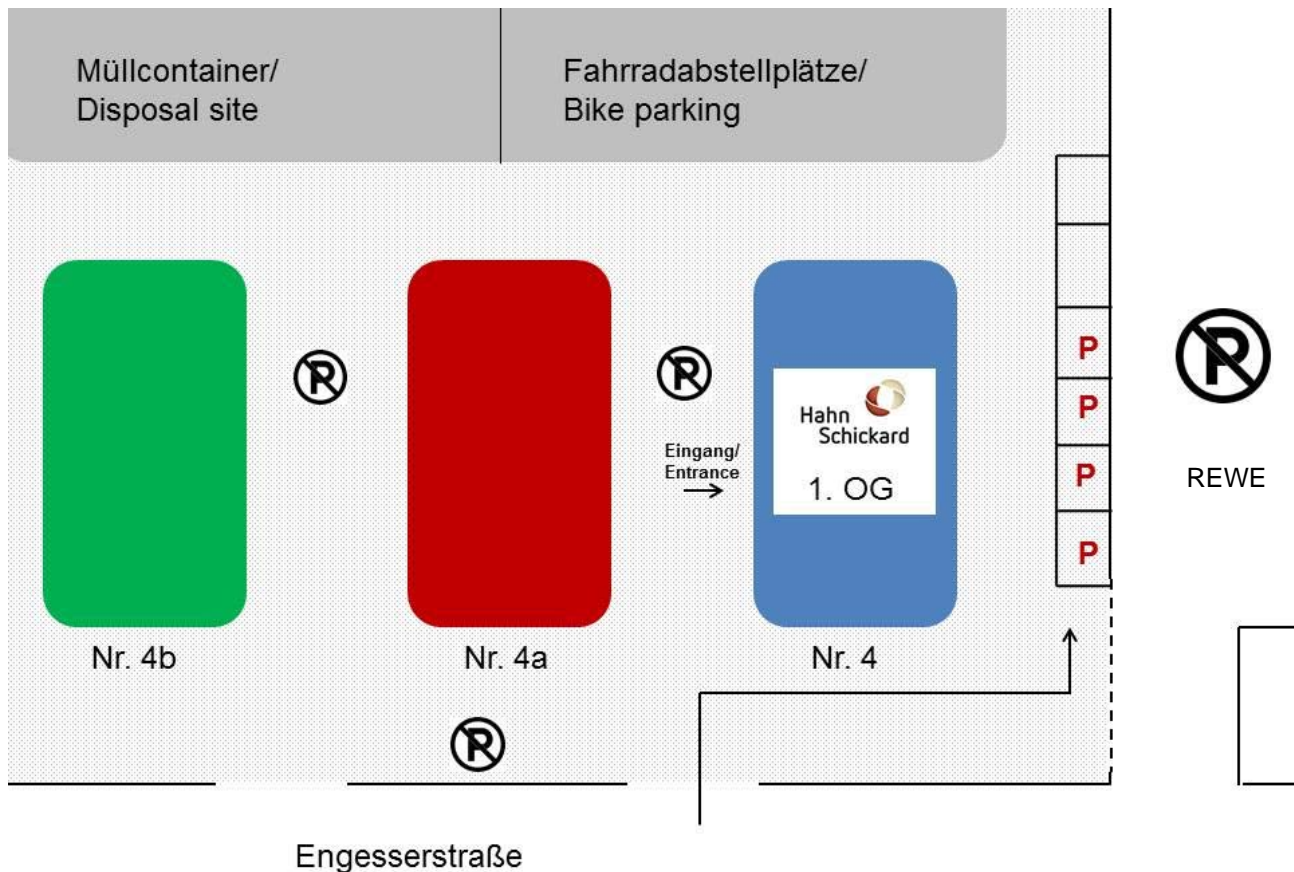 Müllcontainer/
Disposal site
Fahrradabstellplätze/
Bike parking
P
P
P
P
P
P
P
Hahn
Schickard
1. OG
Eingang/
Entrance
REWE
Nr. 4b
Nr. 4a
Nr. 4
P
Engesserstraße